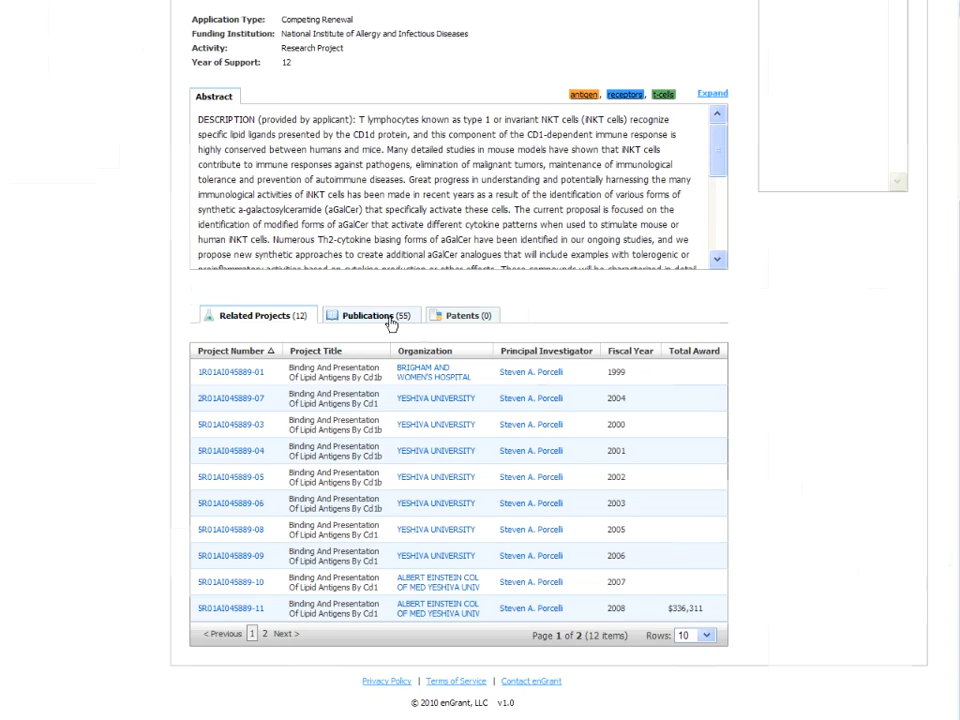 Application Type: Competing Renewal
Funding Institution: National Institute of Allergy and Infectious Diseases
Activity: Research Project
Year of Support: 12
Abstract antigen, receptors, t-cells Expand
DESCRIPTION (provided by applicant): T lymphocytes known as type 1 or invariant NKT cells (iNKT cells) recognize
specific lipid ligands presented by the CD1d protein, and this component of the CD1-dependent immune response is
highly conserved between humans and mice. Many detailed studies in mouse models have shown that iNKT cells
contribute to immune responses against pathogens, elimination of malignant tumors, maintenance of immunological
tolerance and prevention of autoimmune diseases. Great progress in understanding and potentially harnessing the many
immunological activities of iNKT cells has been made in recent years as a result of the identification of various forms of
synthetic a-galactosylceramide (aGalCer) that specifically activate these cells. The current proposal is focused on the
identification of modified forms of aGalCer that activate different cytokine patterns when used to stimulate mouse or
human iNKT cells. Numerous Th2-cytokine biasing forms of aGalCer have been identified in our ongoing studies, and we
propose new synthetic approaches to create additional aGalCer analogues that will include examples with tolerogenic or
proinflammatory activities based on cytokine production or other effects. These compounds will be characterized in detail
Related Projects (12) Publications (55) Patents (0)
Project Number Project Title Organization Principal Investigator Fiscal Year Total Award
1R01AI045889-01 Binding And Presentation Of Lipid Antigens By Cd1b BRIGHAM AND WOMEN'S HOSPITAL Steven A. Porcelli 1999
2R01AI045889-07 Binding And Presentation Of Lipid Antigens By Cd1 YESHIVA UNIVERSITY Steven A. Porcelli 2004
5R01AI045889-03 Binding And Presentation Of Lipid Antigens By Cd1b YESHIVA UNIVERSITY Steven A. Porcelli 2000
5R01AI045889-04 Binding And Presentation Of Lipid Antigens By Cd1b YESHIVA UNIVERSITY Steven A. Porcelli 2001
5R01AI045889-05 Binding And Presentation Of Lipid Antigens By Cd1b YESHIVA UNIVERSITY Steven A. Porcelli 2002
5R01AI045889-06 Binding And Presentation Of Lipid Antigens By Cd1b YESHIVA UNIVERSITY Steven A. Porcelli 2003
5R01AI045889-08 Binding And Presentation Of Lipid Antigens By Cd1 YESHIVA UNIVERSITY Steven A. Porcelli 2005
5R01AI045889-09 Binding And Presentation Of Lipid Antigens By Cd1 YESHIVA UNIVERSITY Steven A. Porcelli 2006
5R01AI045889-10 Binding And Presentation Of Lipid Antigens By Cd1 ALBERT EINSTEIN COL OF MED YESHIVA UNIV Steven A. Porcelli 2007
5R01AI045889-11 Binding And Presentation Of Lipid Antigens By Cd1 ALBERT EINSTEIN COL OF MED YESHIVA UNIV Steven A. Porcelli 2008 $336,311
< Previous 1 2 Next > Page 1 of 2 (12 items) Rows: 10
Privacy Policy | Terms of Service | Contact enGrant
© 2010 enGrant, LLC v1.0